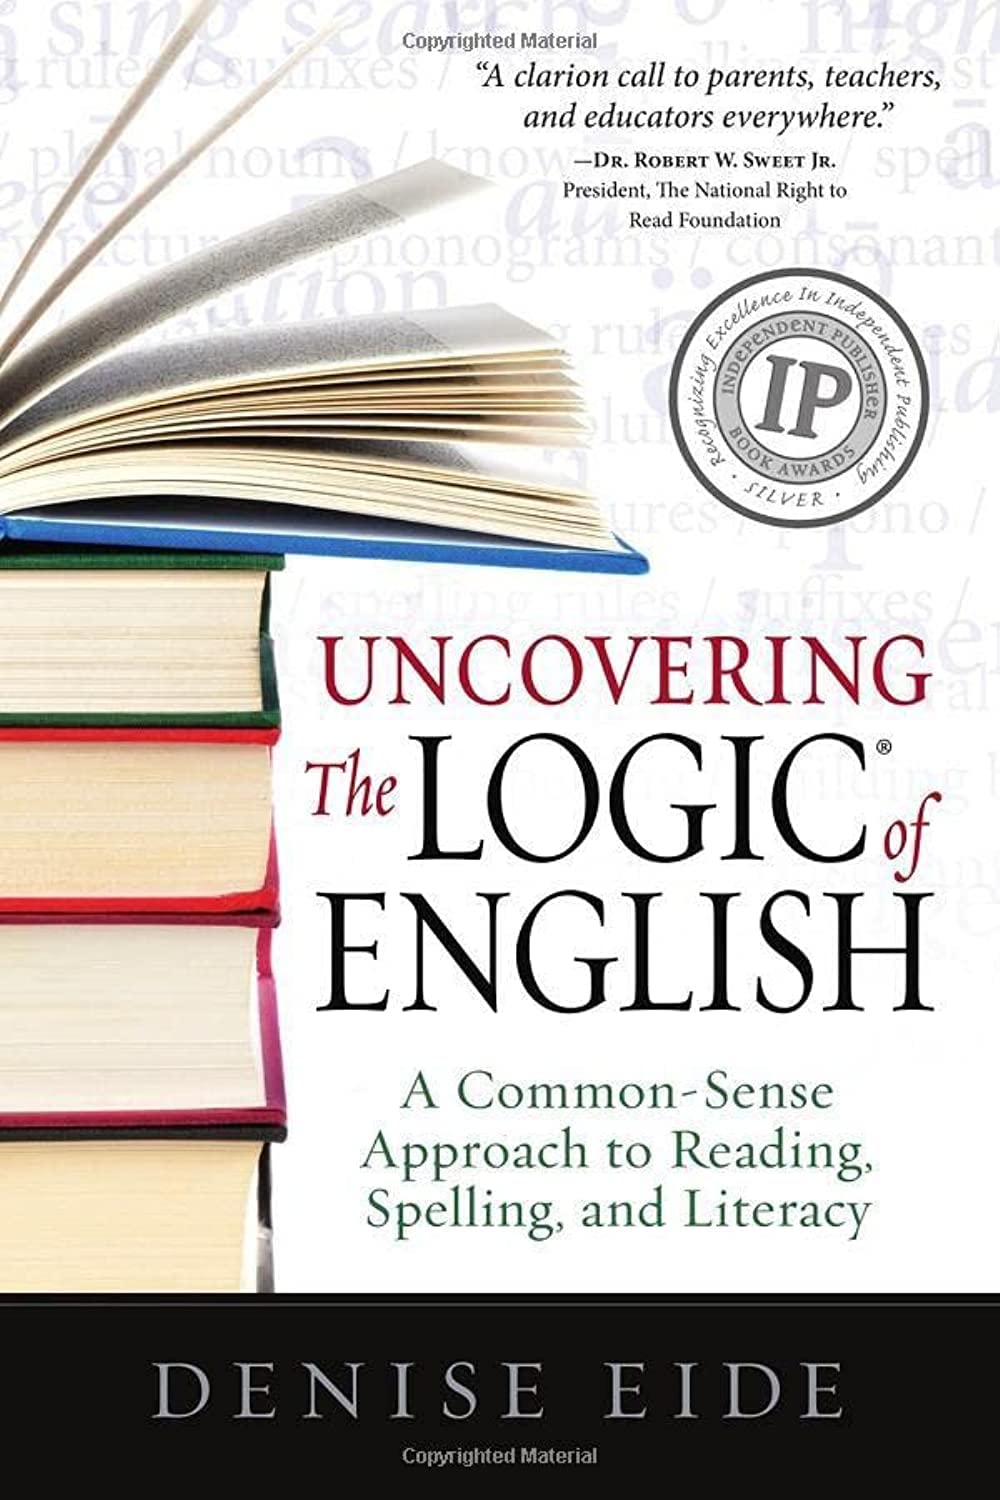 Copyrighted Material
“A clarion call to parents, teachers,
and educators everywhere.”
—DR. ROBERT W. SWEET JR.
President, The National Right to
Read Foundation
Recognizing Excellence In Independent Publishing
INDEPENDENT PUBLISHER
IP
BOOK AWARDS
· SILVER ·
UNCOVERING
The LOGIC® of
ENGLISH
A Common-Sense
Approach to Reading,
Spelling, and Literacy
DENISE EIDE
Copyrighted Material